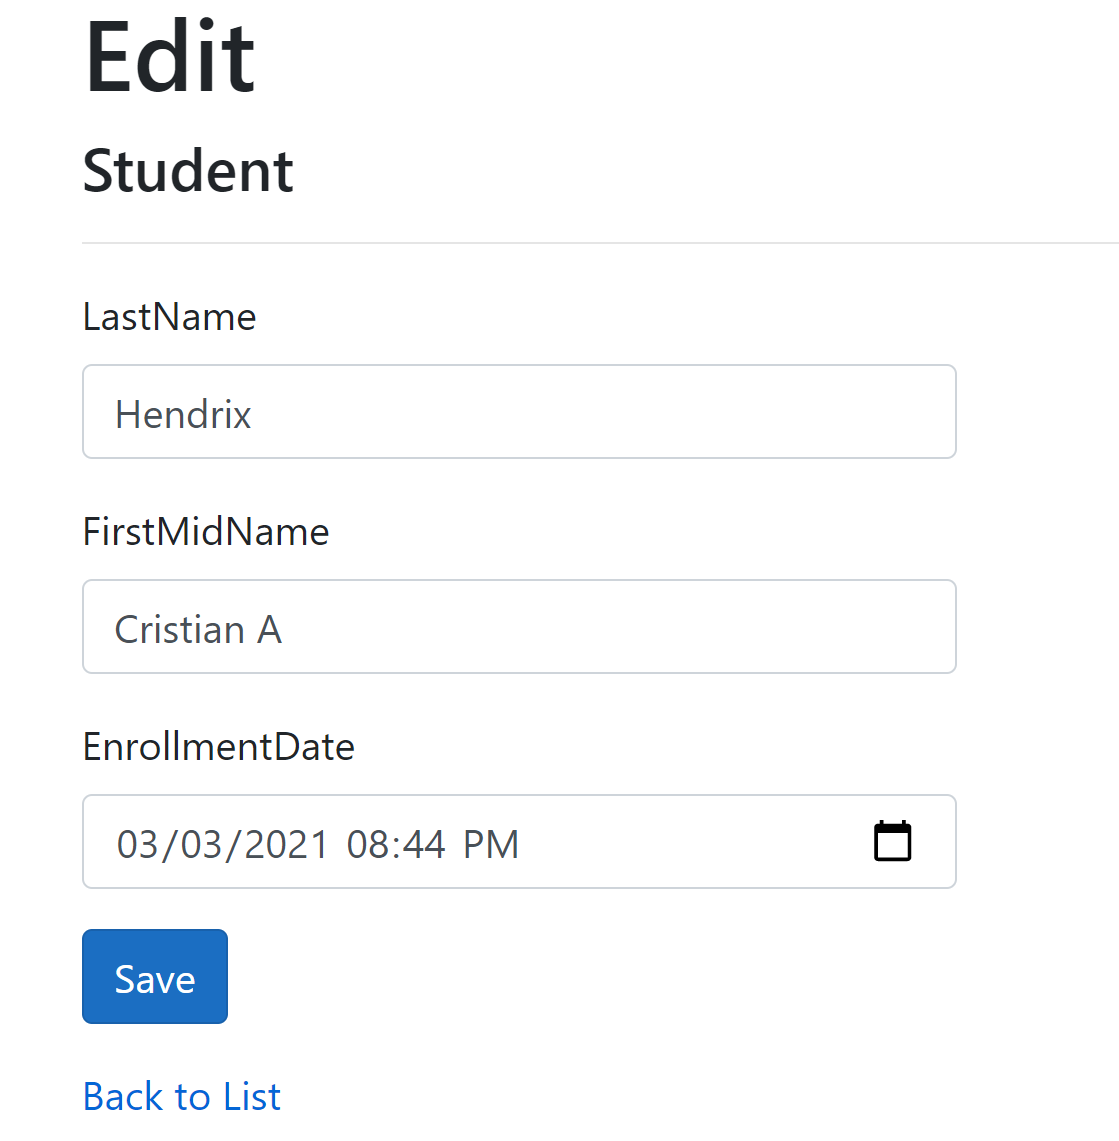 Edit
Student
LastName
Hendrix
FirstMidName
Cristian A
EnrollmentDate
03/03/2021 08:44 PM
Save
Back to List